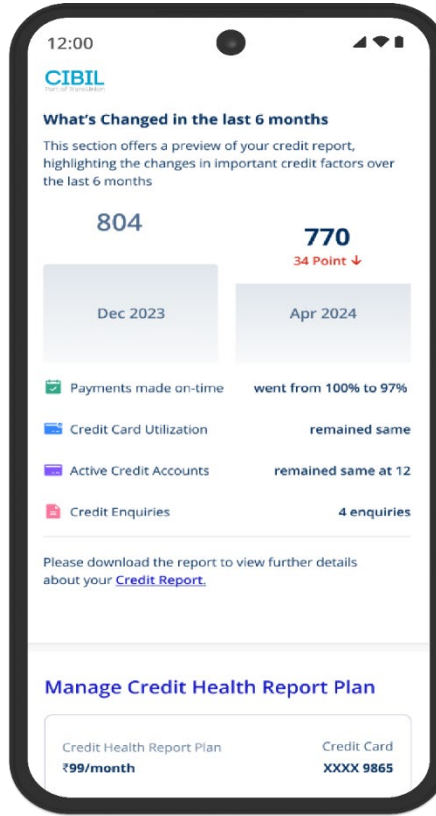 12:00
CIBIL
Part of TransUnion
What's Changed in the last 6 months
This section offers a preview of your credit report,
highlighting the changes in important credit factors over
the last 6 months
804
770
34 Point ↓
Dec 2023
Apr 2024
Payments made on-time went from 100% to 97%
Credit Card Utilization remained same
Active Credit Accounts remained same at 12
Credit Enquiries 4 enquiries
Please download the report to view further details
about your Credit Report.
Manage Credit Health Report Plan
Credit Health Report Plan Credit Card
₹99/month XXXX 9865